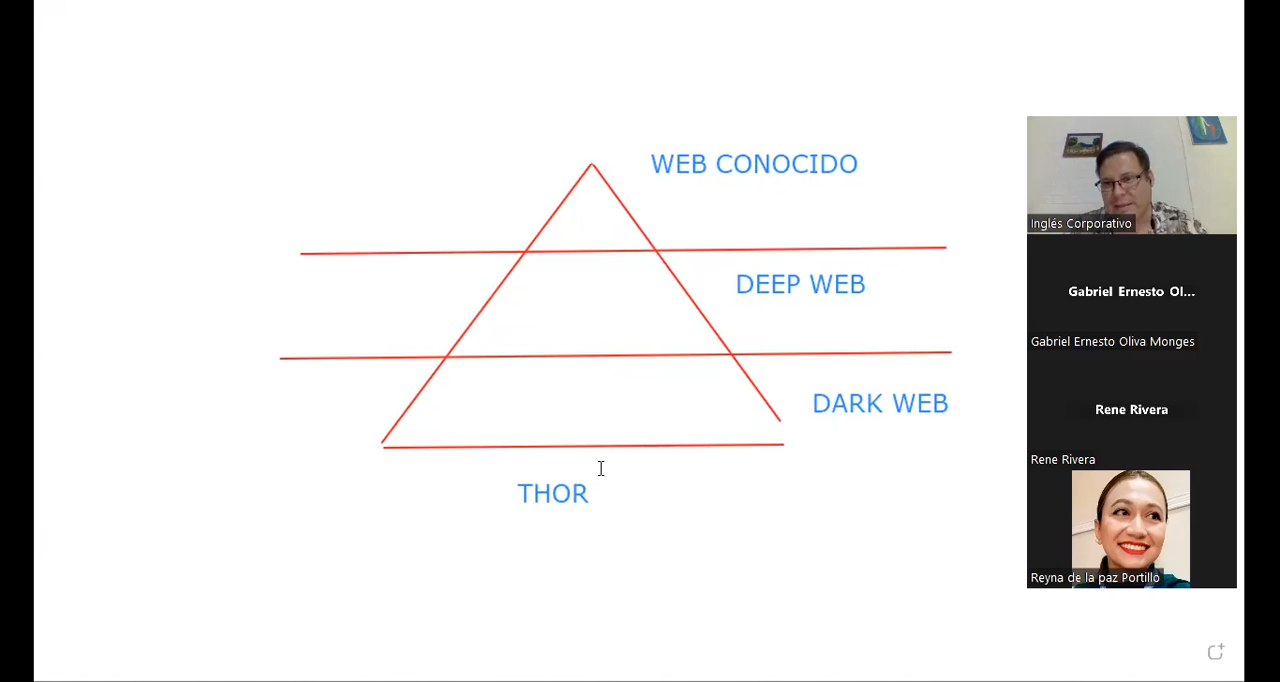 WEB CONOCIDO
DEEP WEB
DARK WEB
THOR
Inglés Corporativo
Gabriel Ernesto Ol...
Gabriel Ernesto Oliva Monges
Rene Rivera
Rene Rivera
Reyna de la paz Portillo